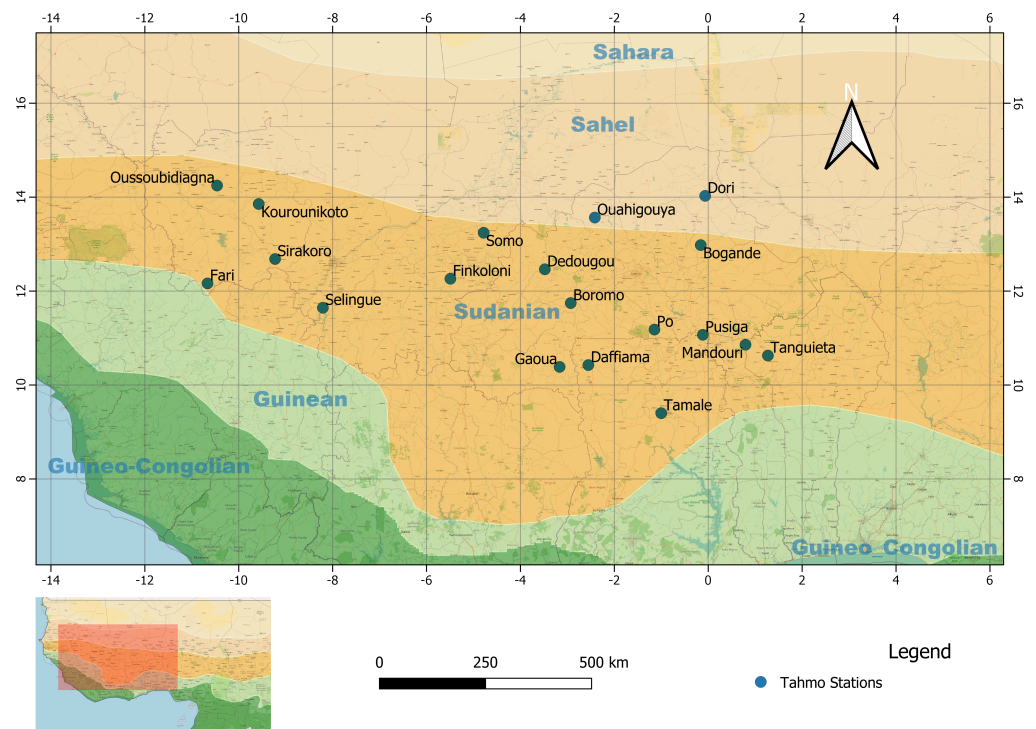 -14 -12 -10 -8 -6 -4 -2 0 2 4 6
Sahara
N
16 16
Sahel
Oussoubidiagna
Dori
14 14
Kourounikoto
Ouahigouya
Somo
Sirakoro
Bogande
Fari
Finkoloni
Dedougou
12 12
Selingue
Boromo
Sudanian
Po
Pusiga
Mandouri
Tanguieta
Gaoua
Daffiama
10 10
Guinean
Tamale
Guineo-Congolian
8 8
Guineo_Congolian
-14 -12 -10 -8 -6 -4 -2 0 2 4 6
0 250 500 km
Legend
Tahmo Stations